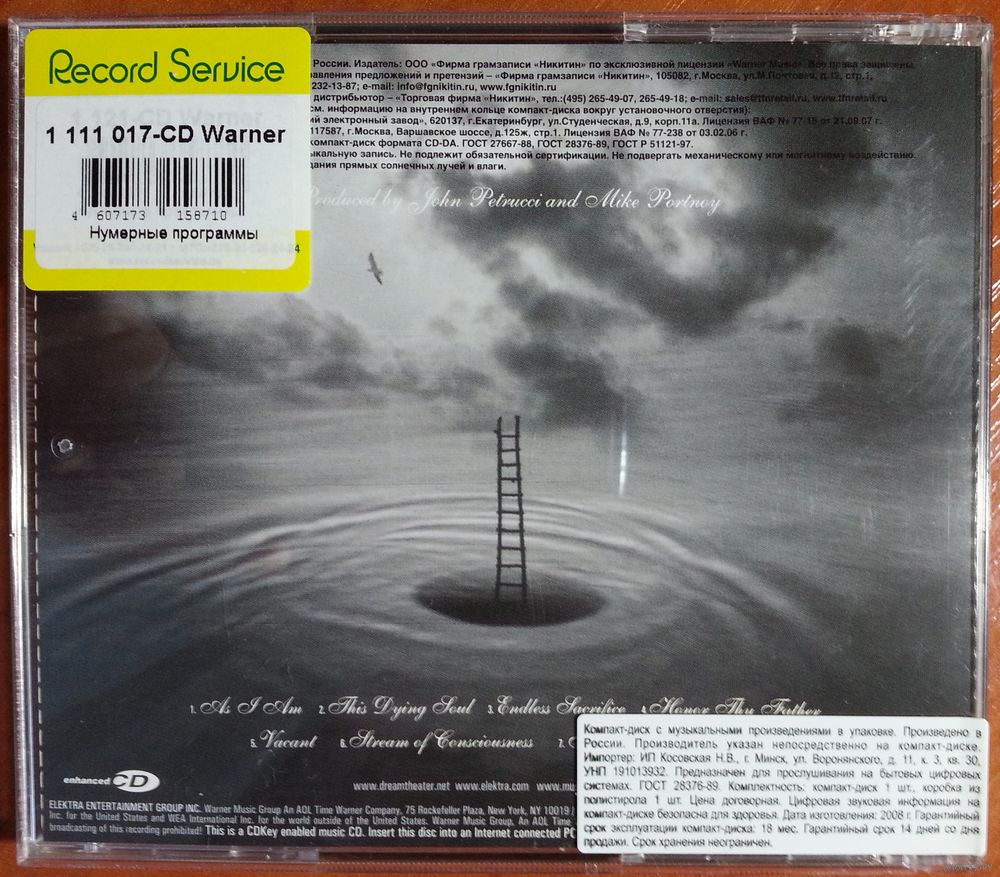 Record Service
1 111 017-CD Warner
4 607173 158710
Нумерные программы
России. Издатель: ООО «Фирма грамзаписи «Никитин» по эксклюзивной лицензии «Warner Music». Все права защищены,
равления предложений и претензий – «Фирма грамзаписи «Никитин», 105082, г.Москва, ул.М.Почтовая, д.12, стр.1,
232-13-87; e-mail: info@fgnikitin.ru, www.fgnikitin.ru
дистрибьютор – «Торговая фирма «Никитин», тел.:(495) 265-49-07, 265-49-18; e-mail: sales@tfnretail.ru, www.tfnretail.ru
см. информацию на внутреннем кольце компакт-диска вокруг установочного отверстия):
ий электронный завод», 620137, г.Екатеринбург, ул.Студенческая, д.9, корп.11а. Лицензия ВАФ № 77-15 от 21.09.07 г.
117587, г.Москва, Варшавское шоссе, д.125ж, стр.1. Лицензия ВАФ № 77-238 от 03.02.06 г.
компакт-диск формата CD-DA. ГОСТ 27667-88, ГОСТ 28376-89, ГОСТ Р 51121-97.
зыкальную запись. Не подлежит обязательной сертификации. Не подвергать механическому или магнитному воздействию.
дания прямых солнечных лучей и влаги.
Produced by John Petrucci and Mike Portnoy
1. As I Am 2. This Dying Soul 3. Endless Sacrifice 4. Honor Thy Father
5. Vacant 6. Stream of Consciousness 7.
enhanced CD
www.dreamtheater.net www.elektra.com www.mu
ELEKTRA ENTERTAINMENT GROUP INC. Warner Music Group An AOL Time Warner Company, 75 Rockefeller Plaza, New York, NY 10019 /
Inc. for the United States and WEA International Inc. for the world outside of the United States. Warner Music Group, An AOL Time
broadcasting of this recording prohibited! This is a CDKey enabled music CD. Insert this disc into an Internet connected PC
Компакт-диск с музыкальными произведениями в упаковке. Произведено в
России. Производитель указан непосредственно на компакт-диске.
Импортер: ИП Косовская Н.В., г. Минск, ул. Воронянского, д. 11, к. 3, кв. 30,
УНП 191013932. Предназначен для прослушивания на бытовых цифровых
системах. ГОСТ 28376-89. Комплектность: компакт-диск 1 шт., коробка из
полистирола 1 шт. Цена договорная. Цифровая звуковая информация на
компакт-диске безопасна для здоровья. Дата изготовления: 2008 г. Гарантийный
срок эксплуатации компакт-диска: 18 мес. Гарантийный срок 14 дней со дня
продажи. Срок хранения неограничен.